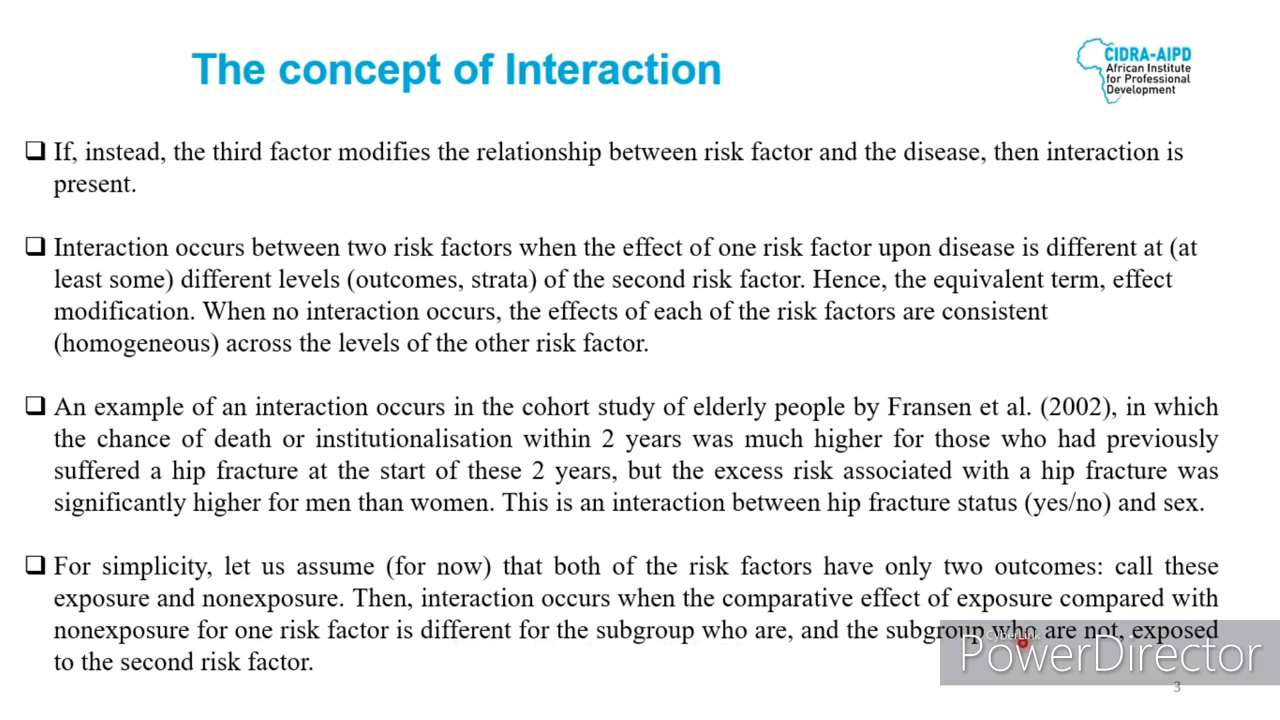 The concept of Interaction
CIDRA-AIPD
African Institute
for Professional
Development
If, instead, the third factor modifies the relationship between risk factor and the disease, then interaction is
present.
Interaction occurs between two risk factors when the effect of one risk factor upon disease is different at (at
least some) different levels (outcomes, strata) of the second risk factor. Hence, the equivalent term, effect
modification. When no interaction occurs, the effects of each of the risk factors are consistent
(homogeneous) across the levels of the other risk factor.
An example of an interaction occurs in the cohort study of elderly people by Fransen et al. (2002), in which
the chance of death or institutionalisation within 2 years was much higher for those who had previously
suffered a hip fracture at the start of these 2 years, but the excess risk associated with a hip fracture was
significantly higher for men than women. This is an interaction between hip fracture status (yes/no) and sex.
For simplicity, let us assume (for now) that both of the risk factors have only two outcomes: call these
exposure and nonexposure. Then, interaction occurs when the comparative effect of exposure compared with
nonexposure for one risk factor is different for the subgroup who are, and the subgroup who are not, exposed
to the second risk factor.
CyberLink
PowerDirector
3